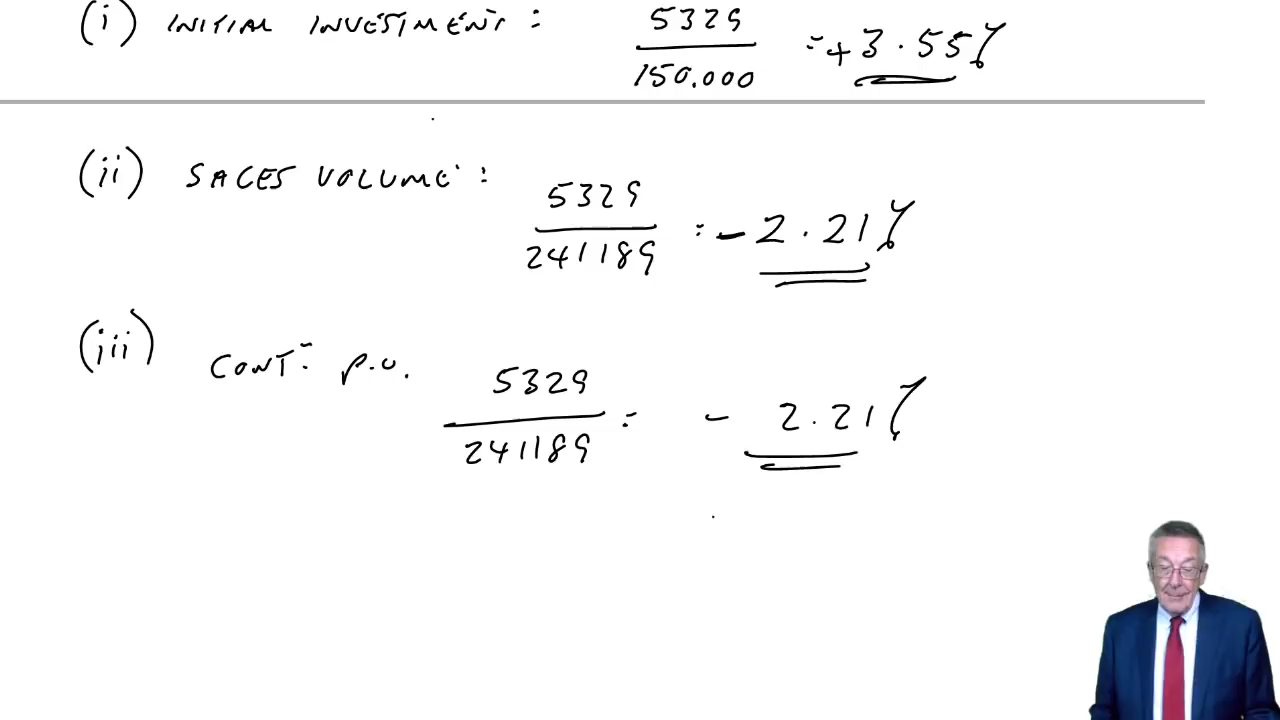 (i) INITIAL INVESTMENT : 5329 / 150.000 = +3.55%
(ii) SALES VOLUME : 5329 / 241189 = -2.21%
(iii) CONT: p.u. 5329 / 241189 = - 2.21%